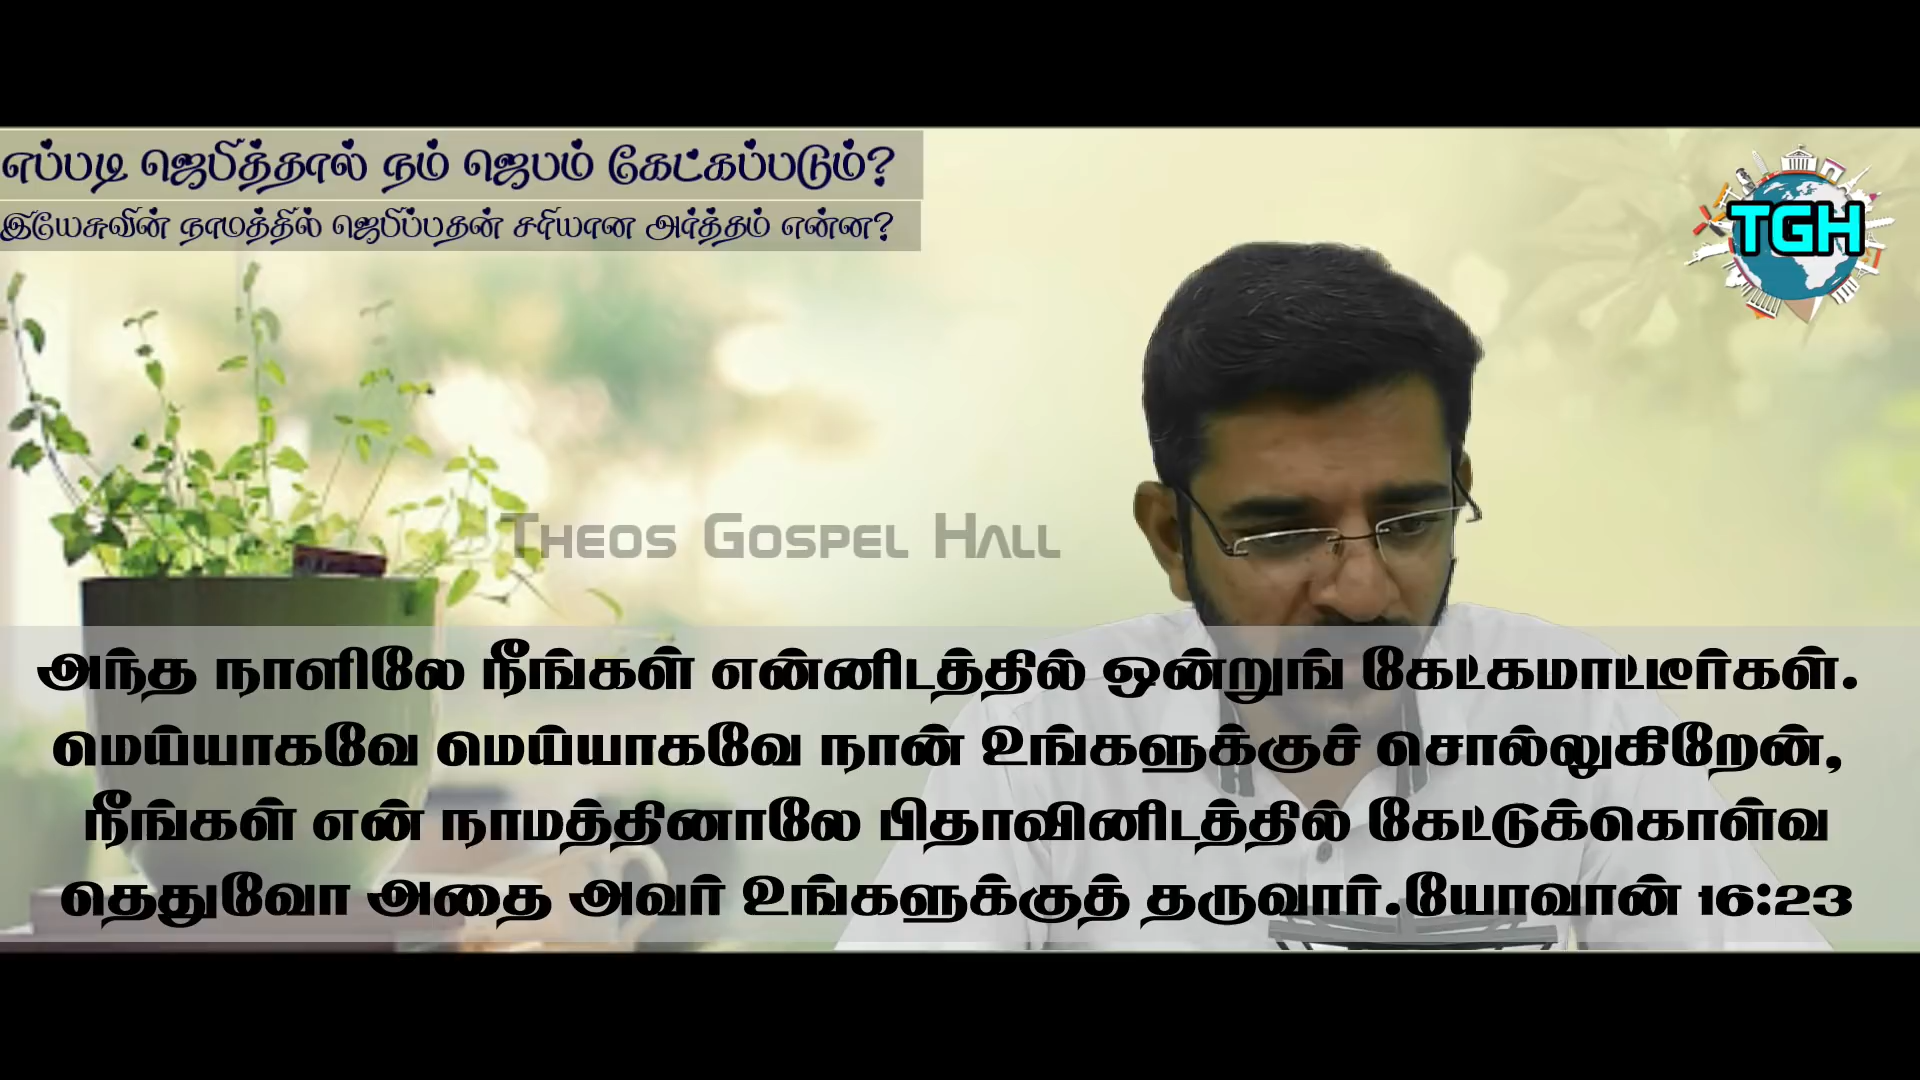 எப்படி ஜெபித்தால் நம் ஜெபம் கேட்கப்படும்?
இயேசுவின் நாமத்தில் ஜெபிப்பதன் சரியான அர்த்தம் என்ன?
TGH
THEOS GOSPEL HALL
அந்த நாளிலே நீங்கள் என்னிடத்தில் ஒன்றுங் கேட்கமாட்டீர்கள்.
மெய்யாகவே மெய்யாகவே நான் உங்களுக்குச் சொல்லுகிறேன்,
நீங்கள் என் நாமத்தினாலே பிதாவினிடத்தில் கேட்டுக்கொள்வ
தெதுவோ அதை அவர் உங்களுக்குத் தருவார்.யோவான் 16:23